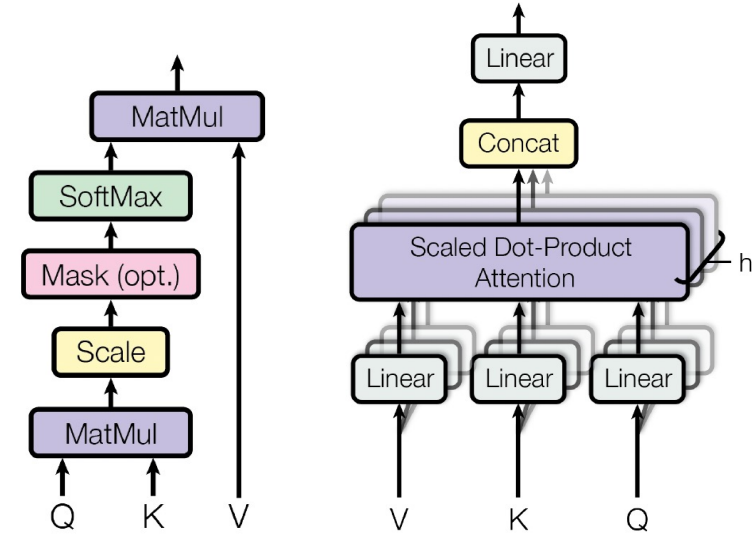 MatMul
SoftMax
Mask (opt.)
Scale
MatMul
Q K V
Linear
Concat
Scaled Dot-Product
Attention
h
Linear Linear Linear
V K Q